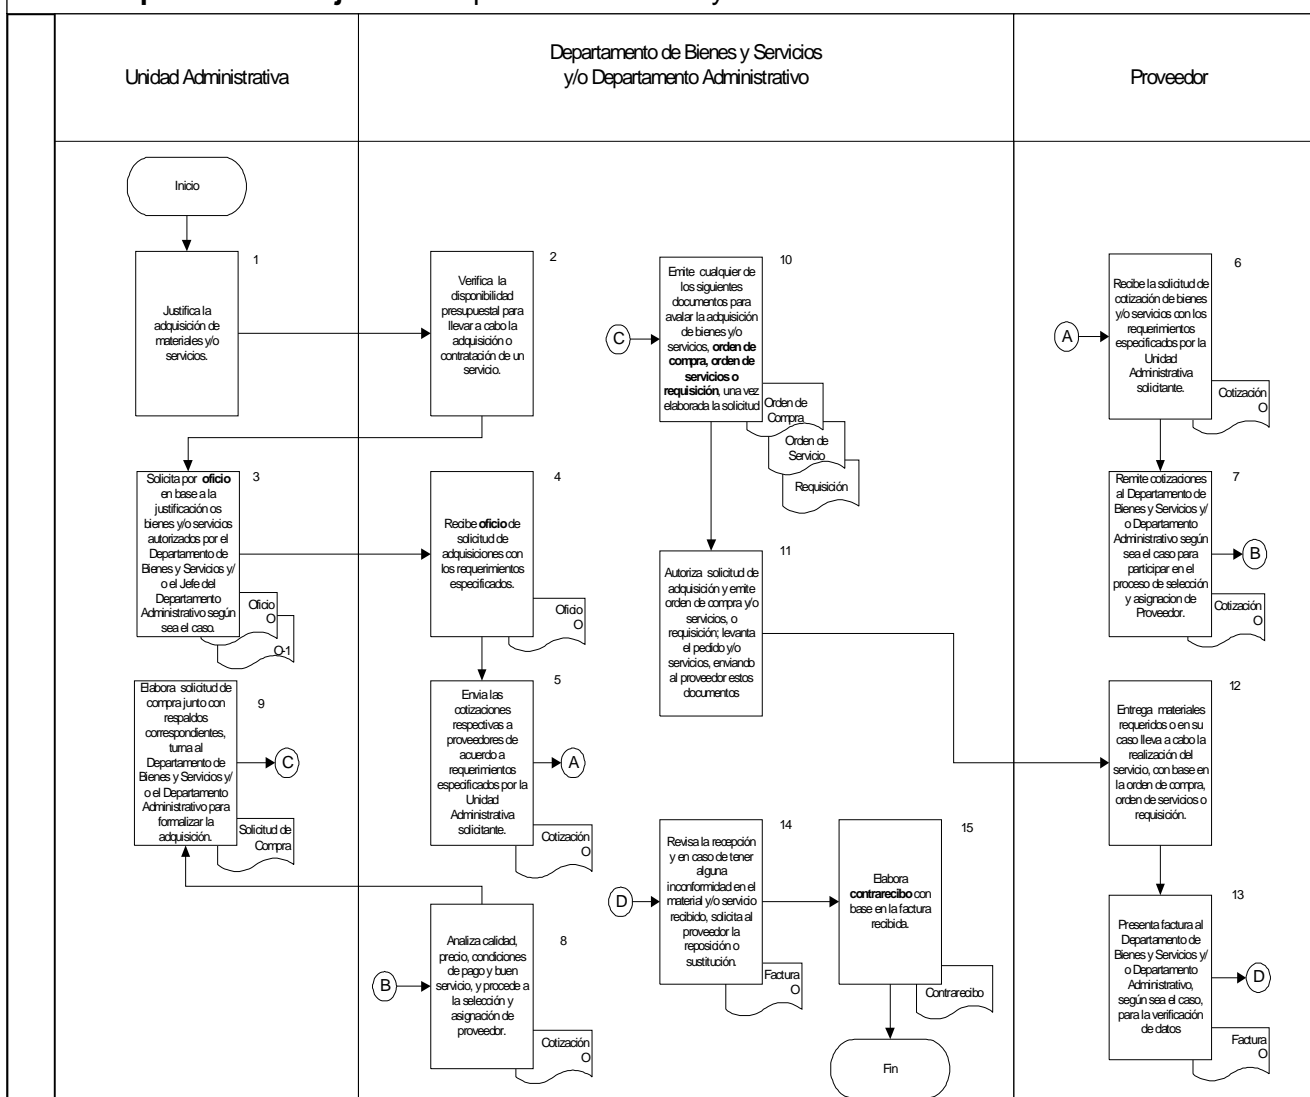 Unidad Administrativa
Departamento de Bienes y Servicios
y/o Departamento Administrativo
Proveedor
Inicio
1
Justifica la
adquisición de
materiales y/o
servicios.
2
Verifica la
disponibilidad
presupuestal para
llevar a cabo la
adquisición o
contratación de un
servicio.
3
Solicita por oficio
en base a la
justificación os
bienes y/o servicios
autorizados por el
Departamento de
Bienes y Servicios y/
o el Jefe del
Departamento
Administrativo según
sea el caso.
Oficio
O
O-1
4
Recibe oficio de
solicitud de
adquisiciones con
los requerimientos
especificados.
Oficio
O
5
Envia las
cotizaciones
respectivas a
proveedores de
acuerdo a
requerimientos
especificados por la
Unidad
Administrativa
solicitante.
Cotización
O
A
A
6
Recibe la solicitud de
cotización de bienes
y/o servicios con los
requerimientos
especificados por la
Unidad
Administrativa
solicitante.
Cotización
O
7
Remite cotizaciones
al Departamento de
Bienes y Servicios y/
o Departamento
Administrativo según
sea el caso para
participar en el
proceso de selección
y asignacion de
Proveedor.
Cotización
O
B
B
8
Analiza calidad,
precio, condiciones
de pago y buen
servicio, y procede a
la selección y
asignación de
proveedor.
Cotización
O
9
Elabora solicitud de
compra junto con
respaldos
correspondientes,
turna al
Departamento de
Bienes y Servicios y/
o el Departamento
Administrativo para
formalizar la
adquisición.
Solicitud de
Compra
C
C
10
Emite cualquier de
los siguientes
documentos para
avalar la adquisición
de bienes y/o
servicios, orden de
compra, orden de
servicios o
requisición, una vez
elaborada la solicitud
Orden de
Compra
Orden de
Servicio
Requisición
11
Autoriza solicitud de
adquisición y emite
orden de compra y/o
servicios, o
requisición; levanta
el pedido y/o
servicios, enviando
al proveedor estos
documentos
12
Entrega materiales
requeridos o en su
caso lleva a cabo la
realización del
servicio, con base en
la orden de compra,
orden de servicios o
requisición.
13
Presenta factura al
Departamento de
Bienes y Servicios y/
o Departamento
Administrativo,
según sea el caso,
para la verificación
de datos
Factura
O
D
D
14
Revisa la recepción
y en caso de tener
alguna
inconformidad en el
material y/o servicio
recibido, solicita al
proveedor la
reposición o
sustitución.
Factura
O
15
Elabora
contrarecibo con
base en la factura
recibida.
Contrarecibo
Fin